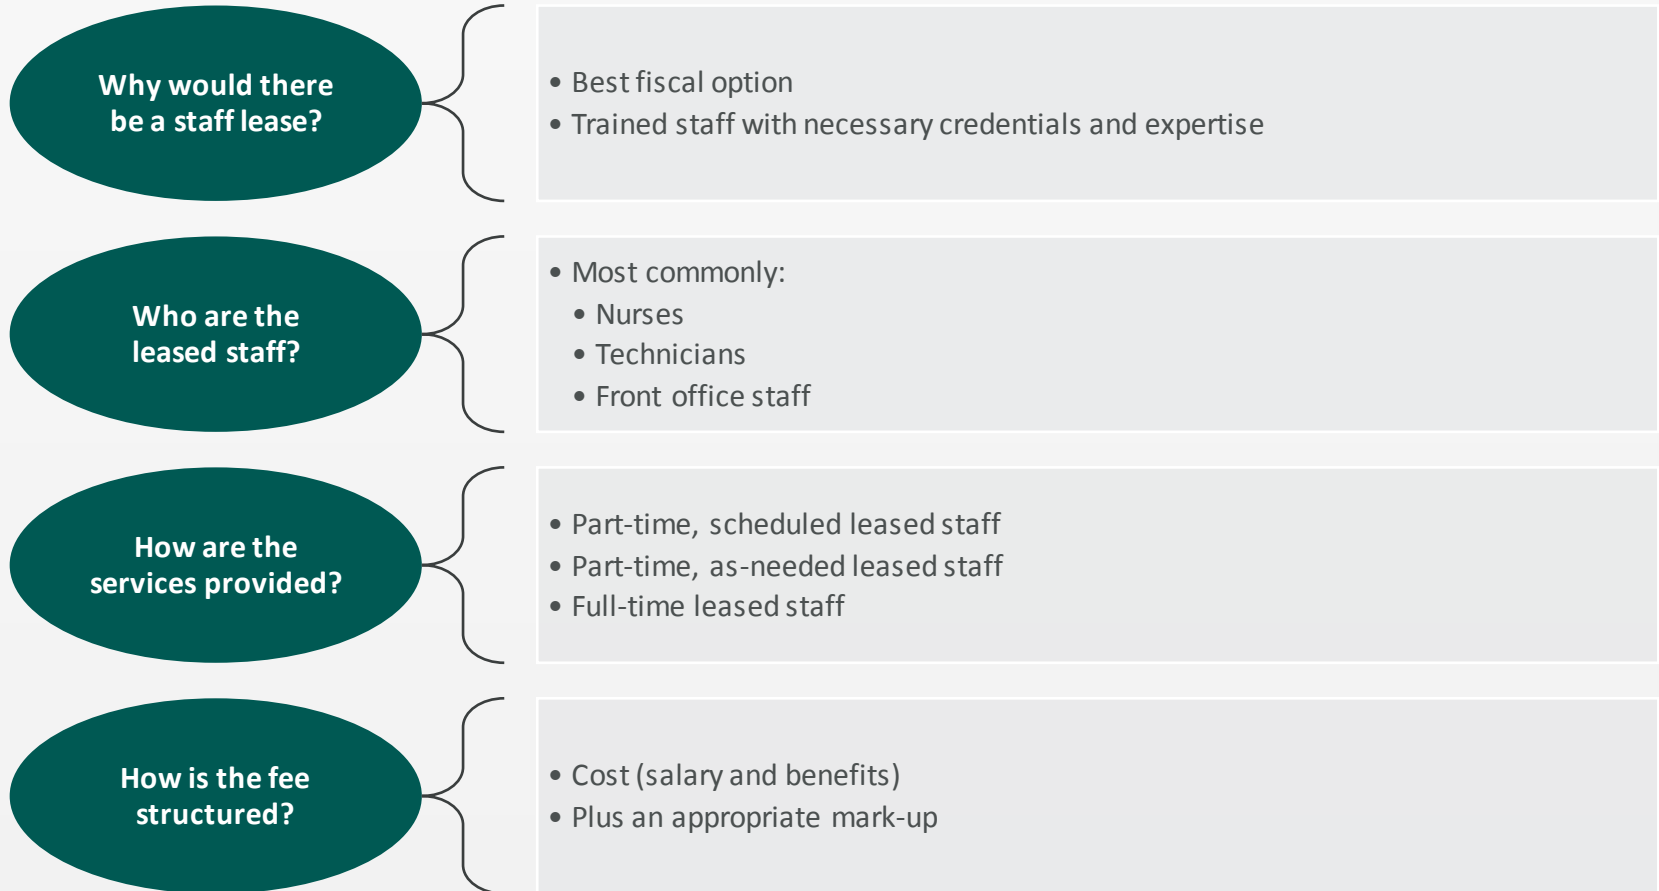 Why would there
be a staff lease?
• Best fiscal option
• Trained staff with necessary credentials and expertise
Who are the
leased staff?
• Most commonly:
• Nurses
• Technicians
• Front office staff
How are the
services provided?
• Part-time, scheduled leased staff
• Part-time, as-needed leased staff
• Full-time leased staff
How is the fee
structured?
• Cost (salary and benefits)
• Plus an appropriate mark-up